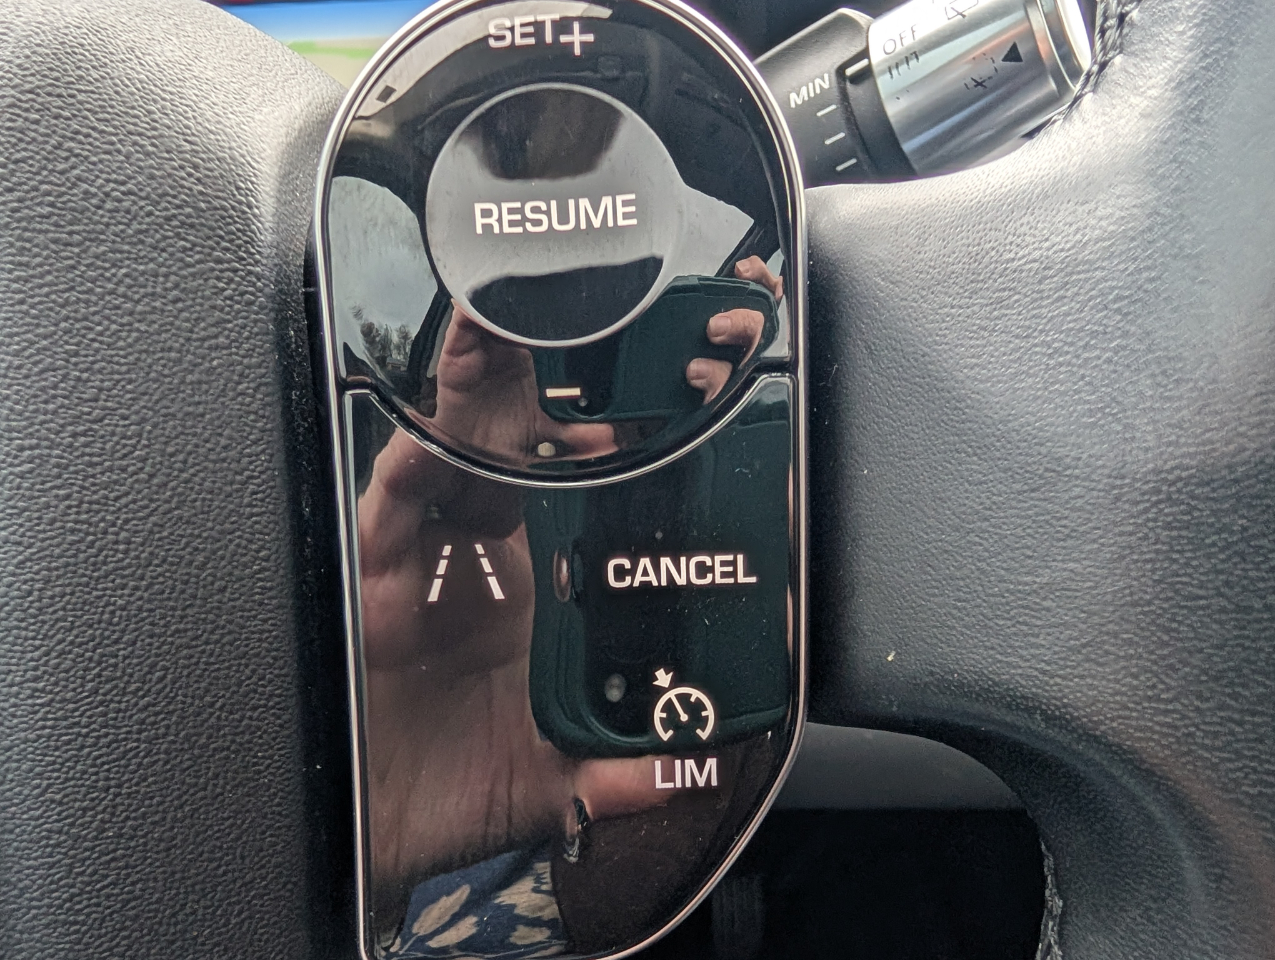 SET+
OFF
MIN
RESUME
−
CANCEL
LIM